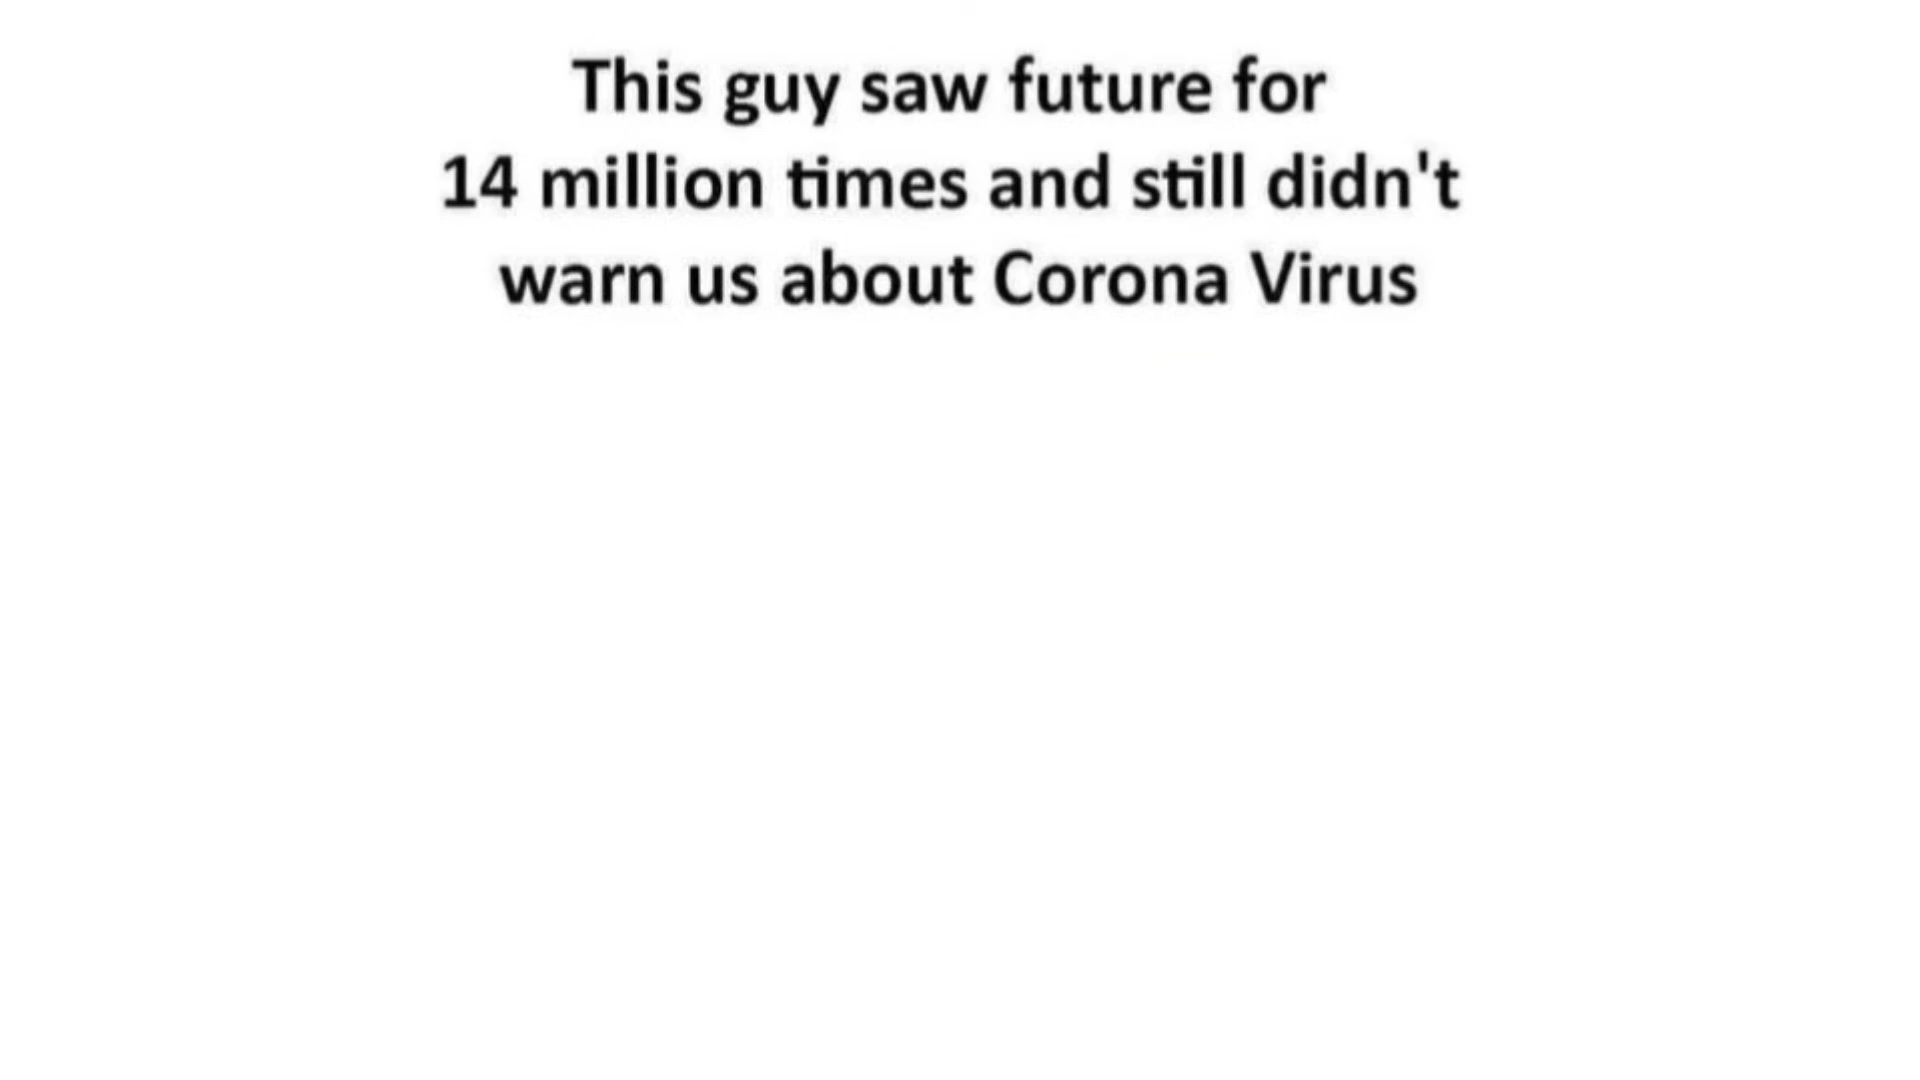 This guy saw future for
14 million times and still didn't
warn us about Corona Virus